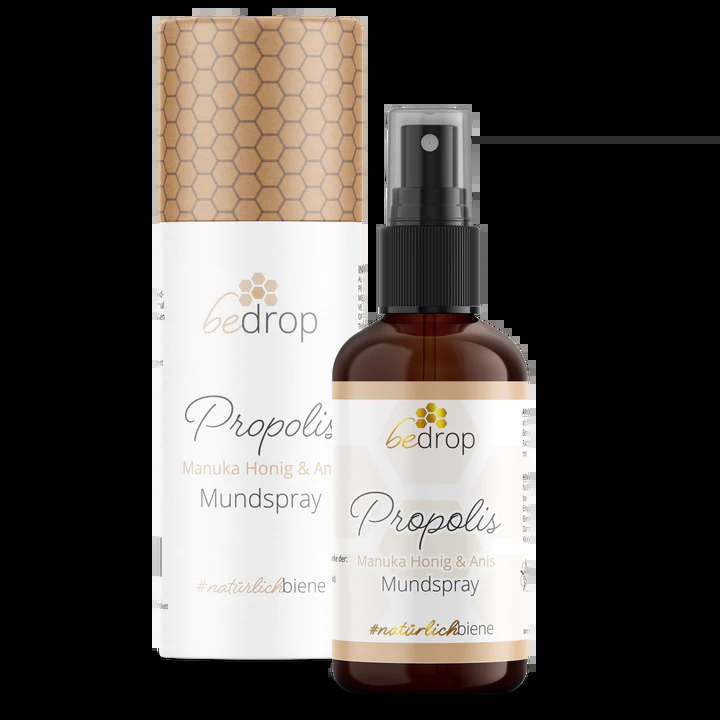 bedrop
Propolis
Manuka Honig & Anis
Mundspray
#natürlichbiene
bedrop
Propolis
Manuka Honig & Anis
Mundspray
#natürlichbiene